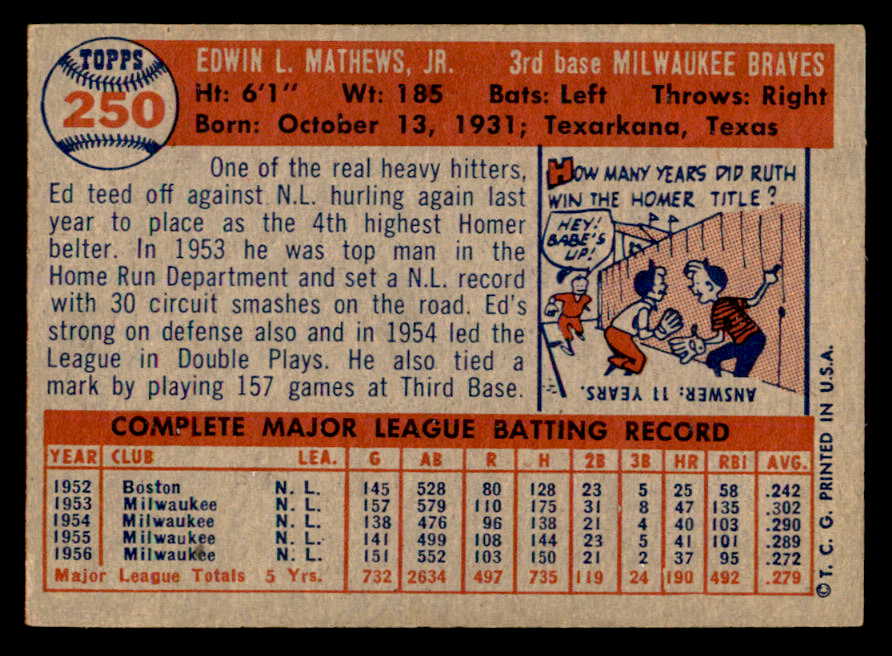 TOPPS
250
EDWIN L. MATHEWS, JR. 3rd base MILWAUKEE BRAVES
Ht: 6'1" Wt: 185 Bats: Left Throws: Right
Born: October 13, 1931; Texarkana, Texas
One of the real heavy hitters,
Ed teed off against N.L. hurling again last
year to place as the 4th highest Homer
belter. In 1953 he was top man in the
Home Run Department and set a N.L. record
with 30 circuit smashes on the road. Ed's
strong on defense also and in 1954 led the
League in Double Plays. He also tied a
mark by playing 157 games at Third Base.
HOW MANY YEARS DID RUTH
WIN THE HOMER TITLE?
HEY!
BABE'S
UP!
ANSWER: 11 YEARS.
COMPLETE MAJOR LEAGUE BATTING RECORD
YEAR CLUB LEA. G AB R H 2B 3B HR RBI AVG.
1952 Boston N. L. 145 528 80 128 23 5 25 58 .242
1953 Milwaukee N. L. 157 579 110 175 31 8 47 135 .302
1954 Milwaukee N. L. 138 476 96 138 21 4 40 103 .290
1955 Milwaukee N. L. 141 499 108 144 23 5 41 101 .289
1956 Milwaukee N. L. 151 552 103 150 21 2 37 95 .272
Major League Totals 5 Yrs. 732 2634 497 735 119 24 190 492 .279
© T. C. G. PRINTED IN U.S.A.